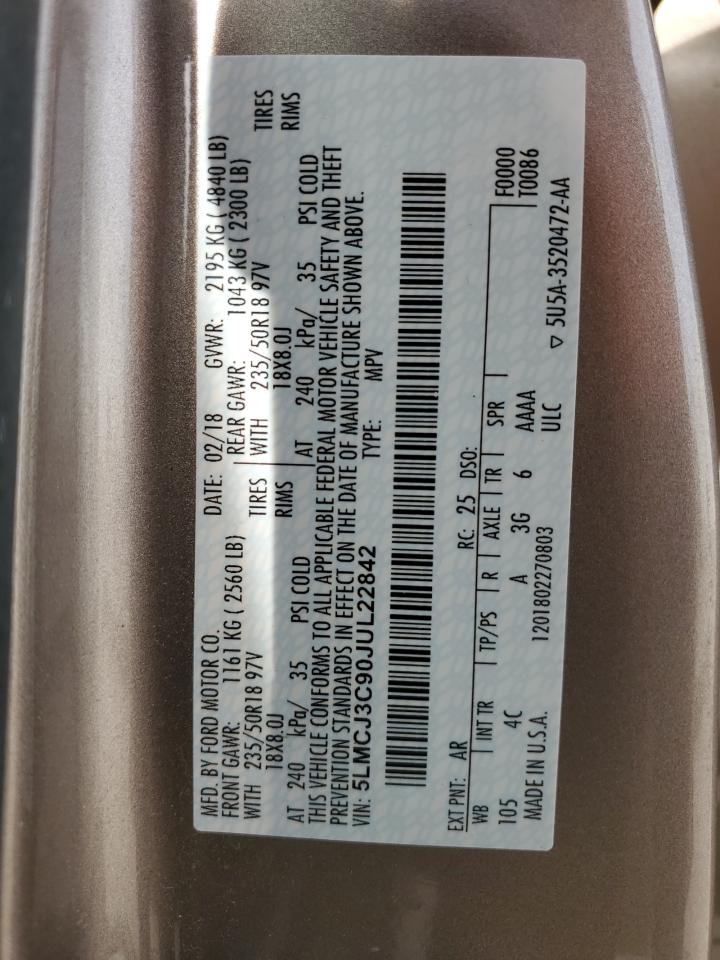 MFD. BY FORD MOTOR CO. DATE: 02/18 GVWR: 2195 KG ( 4840 LB)
FRONT GAWR: 1161 KG ( 2560 LB) REAR GAWR: 1043 KG ( 2300 LB)
WITH 235/50R18 97V TIRES WITH 235/50R18 97V TIRES
18X8.0J RIMS 18X8.0J RIMS
AT 240 kPa/ 35 PSI COLD AT 240 kPa/ 35 PSI COLD
THIS VEHICLE CONFORMS TO ALL APPLICABLE FEDERAL MOTOR VEHICLE SAFETY AND THEFT
PREVENTION STANDARDS IN EFFECT ON THE DATE OF MANUFACTURE SHOWN ABOVE.
VIN: 5LMCJ3C90JUL22842 TYPE: MPV
EXT PNT: AR RC: 25 DSO: F0000
WB INT TR TP/PS R AXLE TR SPR T0086
105 4C A 3G 6 AAAA
MADE IN U.S.A. 1201802270803 ULC ▽ 5U5A-3520472-AA